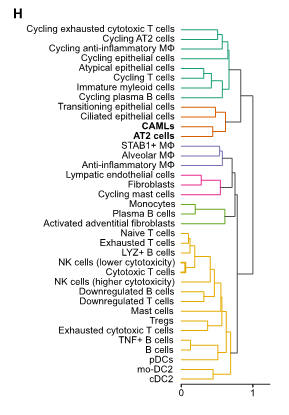 H
Cycling exhausted cytotoxic T cells
Cycling AT2 cells
Cycling anti-inflammatory MΦ
Cycling epithelial cells
Atypical epithelial cells
Cycling T cells
Immature myeloid cells
Cycling plasma B cells
Transitioning epithelial cells
Ciliated epithelial cells
CAMLs
AT2 cells
STAB1+ MΦ
Alveolar MΦ
Anti-inflammatory MΦ
Lympatic endothelial cells
Fibroblasts
Cycling mast cells
Monocytes
Plasma B cells
Activated adventitial fibroblasts
Naive T cells
Exhausted T cells
LYZ+ B cells
NK cells (lower cytotoxicity)
Cytotoxic T cells
NK cells (higher cytotoxicity)
Downregulated B cells
Downregulated T cells
Mast cells
Tregs
Exhausted cytotoxic T cells
TNF+ B cells
B cells
pDCs
mo-DC2
cDC2
0 1